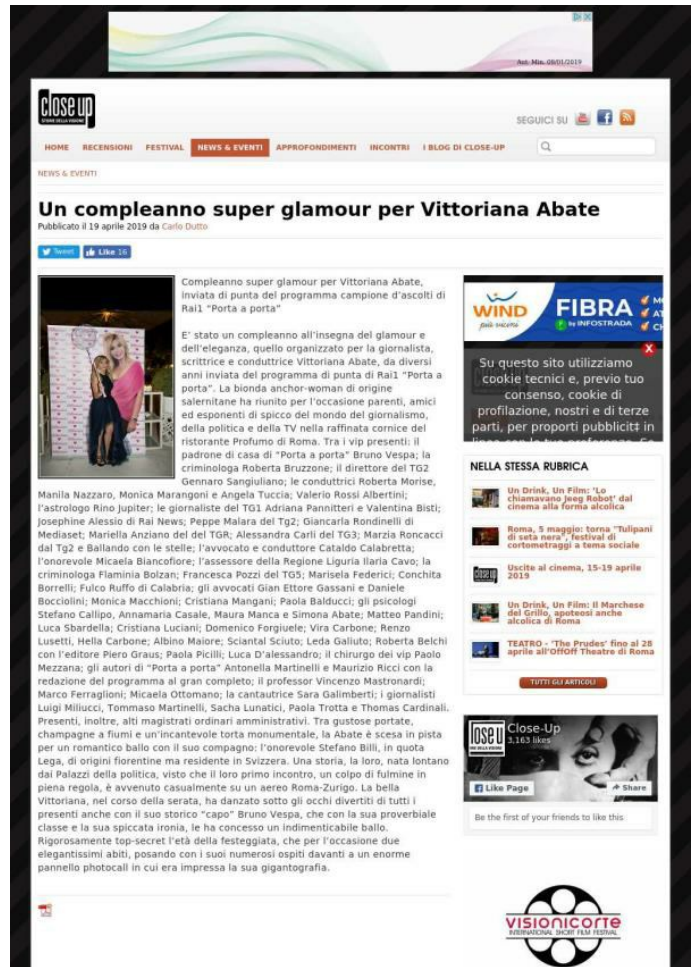 Aut. Min. 09/01/2019
close up
STORIE DELLA VISIONE
SEGUICI SU
HOME RECENSIONI FESTIVAL NEWS & EVENTI APPROFONDIMENTI INCONTRI I BLOG DI CLOSE-UP
NEWS & EVENTI
Un compleanno super glamour per Vittoriana Abate
Pubblicato il 19 aprile 2019 da Carlo Dutto
Tweet Like 16
Compleanno super glamour per Vittoriana Abate,
inviata di punta del programma campione d'ascolti di
Rai1 "Porta a porta"
E' stato un compleanno all'insegna del glamour e
dell'eleganza, quello organizzato per la giornalista,
scrittrice e conduttrice Vittoriana Abate, da diversi
anni inviata del programma di punta di Rai1 "Porta a
porta". La bionda anchor-woman di origine
salernitane ha riunito per l'occasione parenti, amici
ed esponenti di spicco del mondo del giornalismo,
della politica e della TV nella raffinata cornice del
ristorante Profumo di Roma. Tra i vip presenti: il
padrone di casa di "Porta a porta" Bruno Vespa; la
criminologa Roberta Bruzzone; il direttore del TG2
Gennaro Sangiuliano; le conduttrici Roberta Morise,
Manila Nazzaro, Monica Marangoni e Angela Tuccia; Valerio Rossi Albertini;
l'astrologo Rino Jupiter; le giornaliste del TG1 Adriana Pannitteri e Valentina Bisti;
Josephine Alessio di Rai News; Peppe Malara del Tg2; Giancarla Rondinelli di
Mediaset; Mariella Anziano del del TGR; Alessandra Carli del TG3; Marzia Roncacci
dal Tg2 e Ballando con le stelle; l'avvocato e conduttore Cataldo Calabretta;
l'onorevole Micaela Biancofiore; l'assessore della Regione Liguria Ilaria Cavo; la
criminologa Flaminia Bolzan; Francesca Pozzi del TG5; Marisela Federici; Conchita
Borrelli; Fulco Ruffo di Calabria; gli avvocati Gian Ettore Gassani e Daniele
Bocciolini; Monica Macchioni; Cristiana Mangani; Paola Balducci; gli psicologi
Stefano Callipo, Annamaria Casale, Maura Manca e Simona Abate; Matteo Pandini;
Luca Sbardella; Cristiana Luciani; Domenico Forgiuele; Vira Carbone; Renzo
Lusetti, Hella Carbone; Albino Maiore; Sciantal Sciuto; Leda Galiuto; Roberta Belchi
con l'editore Piero Graus; Paola Picilli; Luca D'alessandro; il chirurgo dei vip Paolo
Mezzana; gli autori di "Porta a porta" Antonella Martinelli e Maurizio Ricci con la
redazione del programma al gran completo; il professor Vincenzo Mastronardi;
Marco Ferraglioni; Micaela Ottomano; la cantautrice Sara Galimberti; i giornalisti
Luigi Miliucci, Tommaso Martinelli, Sacha Lunatici, Paola Trotta e Thomas Cardinali.
Presenti, inoltre, alti magistrati ordinari amministrativi. Tra gustose portate,
champagne a fiumi e un'incantevole torta monumentale, la Abate è scesa in pista
per un romantico ballo con il suo compagno: l'onorevole Stefano Billi, in quota
Lega, di origini fiorentine ma residente in Svizzera. Una storia, la loro, nata lontano
dai Palazzi della politica, visto che il loro primo incontro, un colpo di fulmine in
piena regola, è avvenuto casualmente su un aereo Roma-Zurigo. La bella
Vittoriana, nel corso della serata, ha danzato sotto gli occhi divertiti di tutti i
presenti anche con il suo storico "capo" Bruno Vespa, che con la sua proverbiale
classe e la sua spiccata ironia, le ha concesso un indimenticabile ballo.
Rigorosamente top-secret l'età della festeggiata, che per l'occasione due
elegantissimi abiti, posando con i suoi numerosi ospiti davanti a un enorme
pannello photocall in cui era impressa la sua gigantografia.
WIND
più vicini
FIBRA
by INFOSTRADA
X
Su questo sito utilizziamo
cookie tecnici e, previo tuo
consenso, cookie di
profilazione, nostri e di terze
parti, per proporti pubblicit‡ in
linea con le tue preferenze. Se
NELLA STESSA RUBRICA
Un Drink, Un Film: 'Lo
chiamavano Jeeg Robot' dal
cinema alla forma alcolica
Roma, 5 maggio: torna "Tulipani
di seta nera", festival di
cortometraggi a tema sociale
Uscite al cinema, 15-19 aprile
2019
Un Drink, Un Film: Il Marchese
del Grillo, apoteosi anche
alcolica di Roma
TEATRO - 'The Prudes' fino al 28
aprile all'OffOff Theatre di Roma
TUTTI GLI ARTICOLI
Close-Up
3,163 likes
Like Page Share
Be the first of your friends to like this
VISIONICORTE
INTERNATIONAL SHORT FILM FESTIVAL